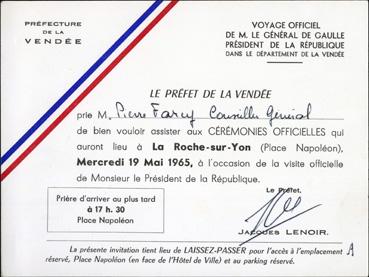 PRÉFECTURE
DE LA
VENDÉE
VOYAGE OFFICIEL
DE M. LE GÉNÉRAL DE GAULLE
PRÉSIDENT DE LA RÉPUBLIQUE
DANS LE DÉPARTEMENT DE LA VENDÉE
LE PRÉFET DE LA VENDÉE
prie M. Pierre Farcy Conseiller Général
de bien vouloir assister aux CÉRÉMONIES OFFICIELLES qui
auront lieu à La Roche-sur-Yon (Place Napoléon),
Mercredi 19 Mai 1965, à l'occasion de la visite officielle
de Monsieur le Président de la République.
Prière d'arriver au plus tard
à 17 h. 30
Place Napoléon
Le Préfet,
JACQUES LENOIR.
La présente invitation tient lieu de LAISSEZ-PASSER pour l'accès à l'emplacement A
réservé, Place Napoléon (en face de l'Hôtel de Ville) et au parking réservé.